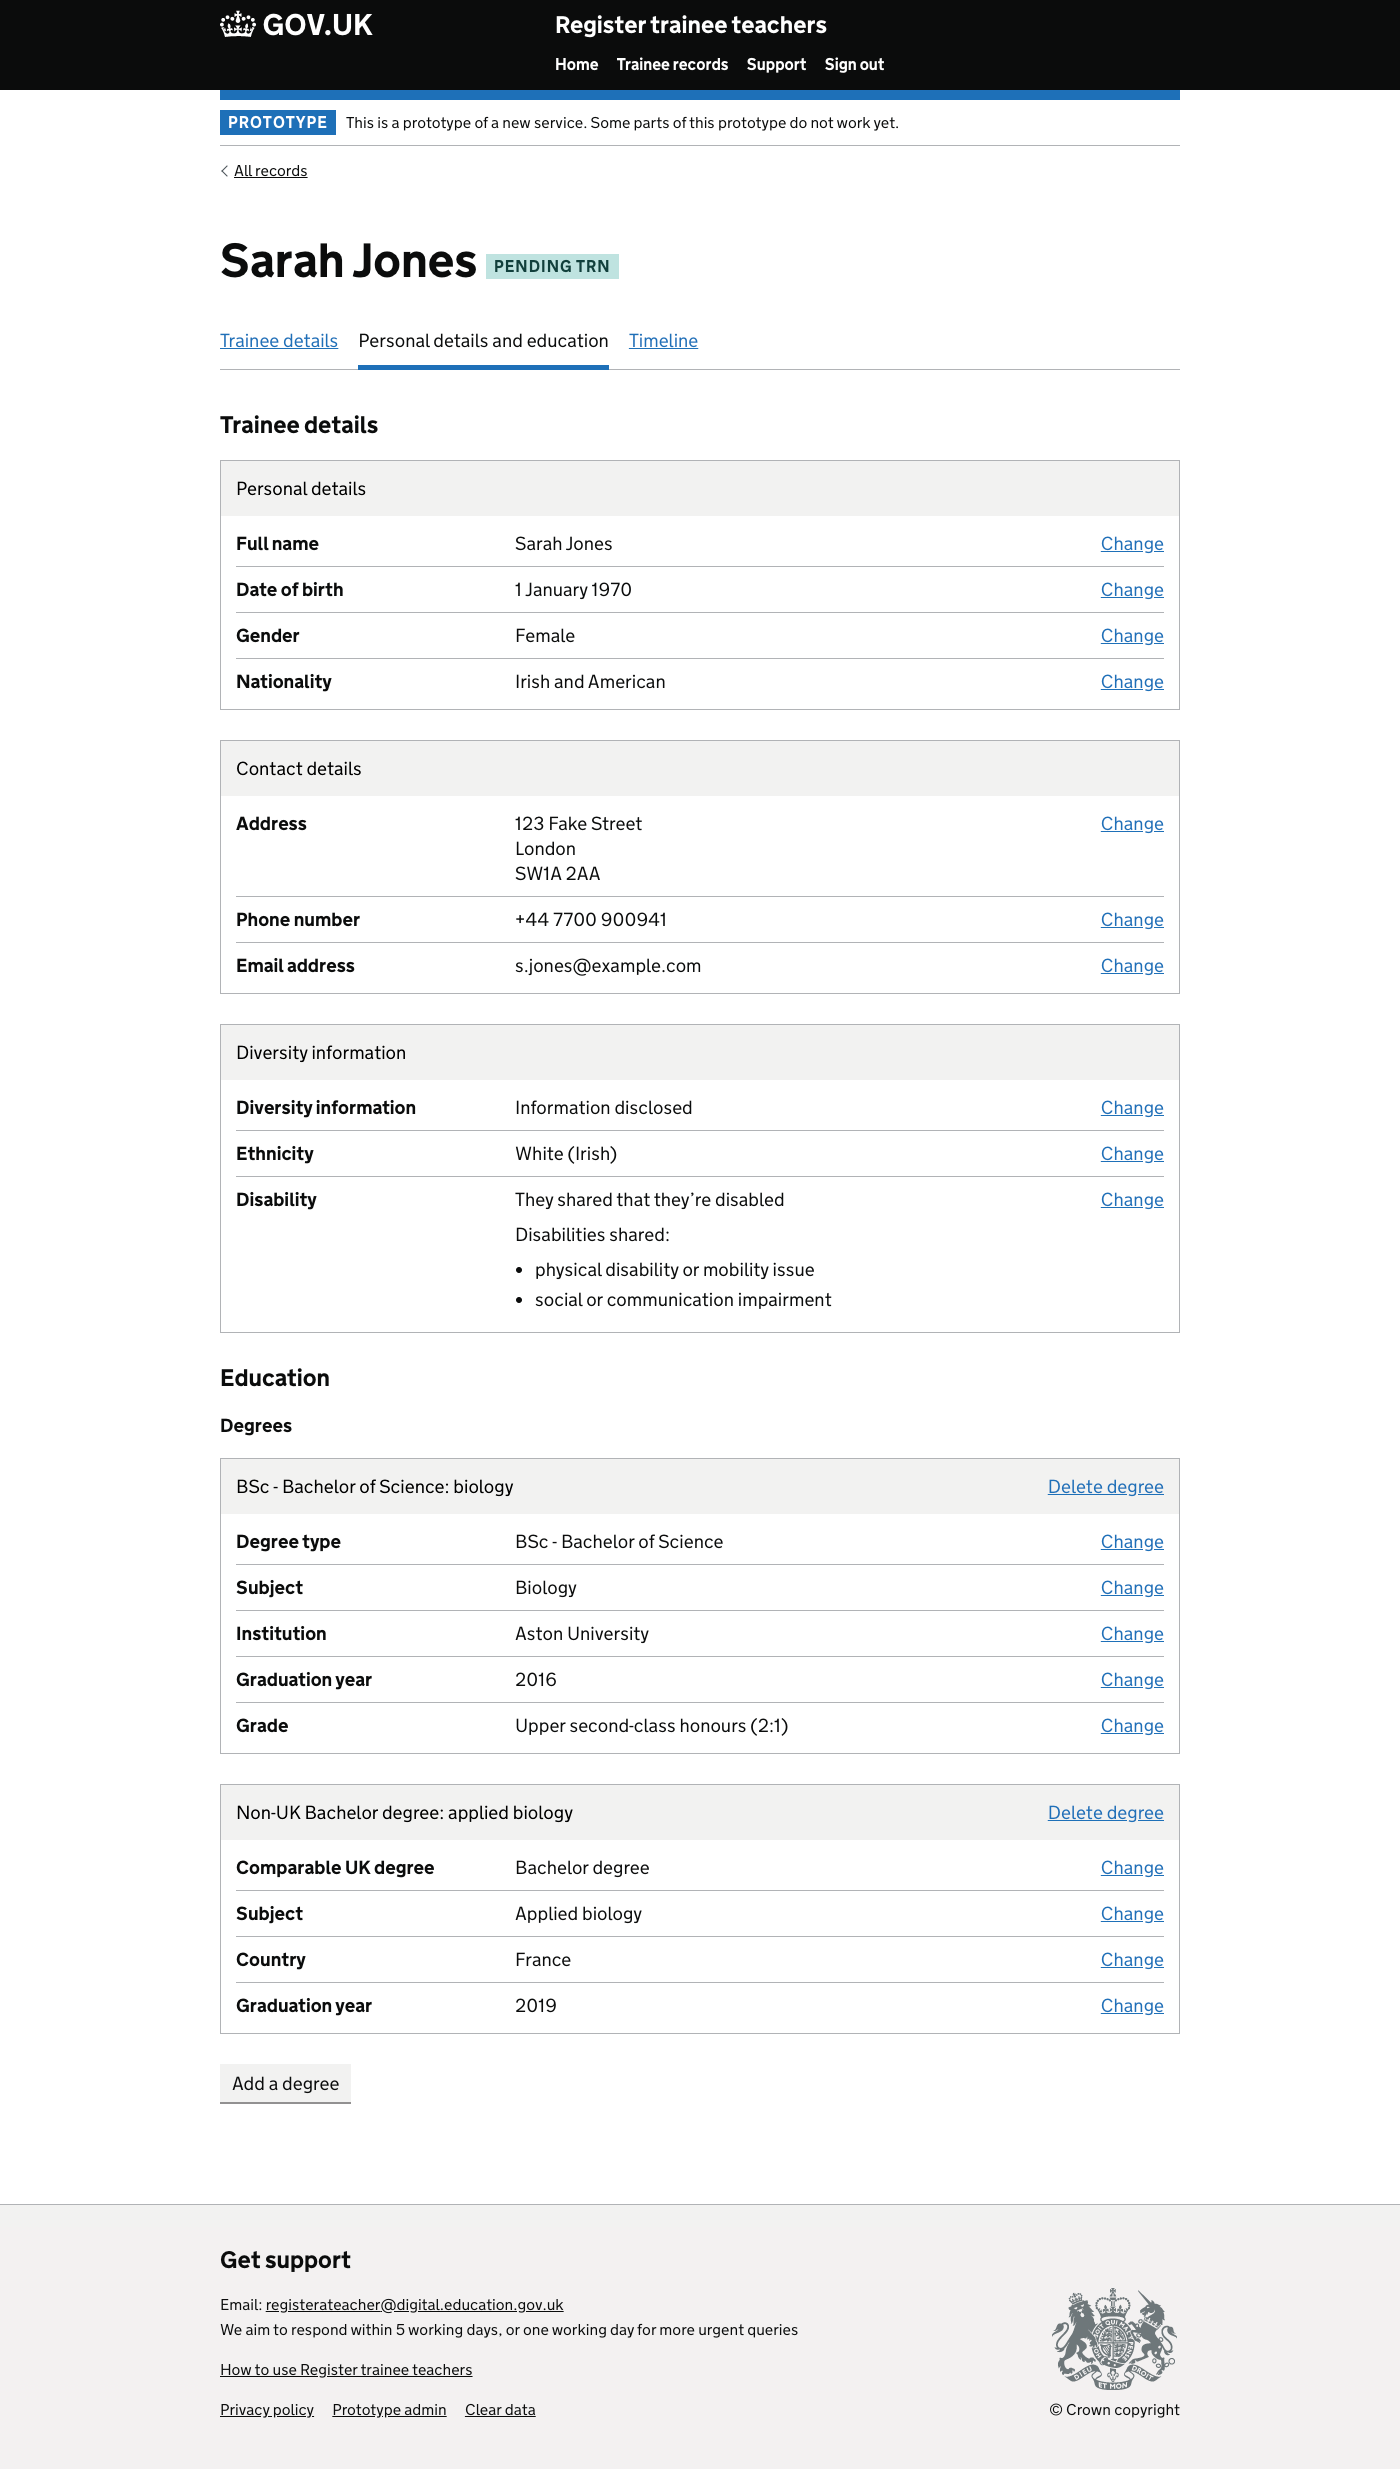 GOV.UK
Register trainee teachers
Home Trainee records Support Sign out
PROTOTYPE This is a prototype of a new service. Some parts of this prototype do not work yet.
All records
Sarah Jones PENDING TRN
Trainee details Personal details and education Timeline
Trainee details
Personal details
Full name Sarah Jones Change
Date of birth 1 January 1970 Change
Gender Female Change
Nationality Irish and American Change
Contact details
Address 123 Fake Street Change
London
SW1A 2AA
Phone number +44 7700 900941 Change
Email address s.jones@example.com Change
Diversity information
Diversity information Information disclosed Change
Ethnicity White (Irish) Change
Disability They shared that they’re disabled Change
Disabilities shared:
• physical disability or mobility issue
• social or communication impairment
Education
Degrees
BSc - Bachelor of Science: biology Delete degree
Degree type BSc - Bachelor of Science Change
Subject Biology Change
Institution Aston University Change
Graduation year 2016 Change
Grade Upper second-class honours (2:1) Change
Non-UK Bachelor degree: applied biology Delete degree
Comparable UK degree Bachelor degree Change
Subject Applied biology Change
Country France Change
Graduation year 2019 Change
Add a degree
Get support
Email: registerateacher@digital.education.gov.uk
We aim to respond within 5 working days, or one working day for more urgent queries
How to use Register trainee teachers
Privacy policy Prototype admin Clear data
DIEU ET MON DROIT
© Crown copyright